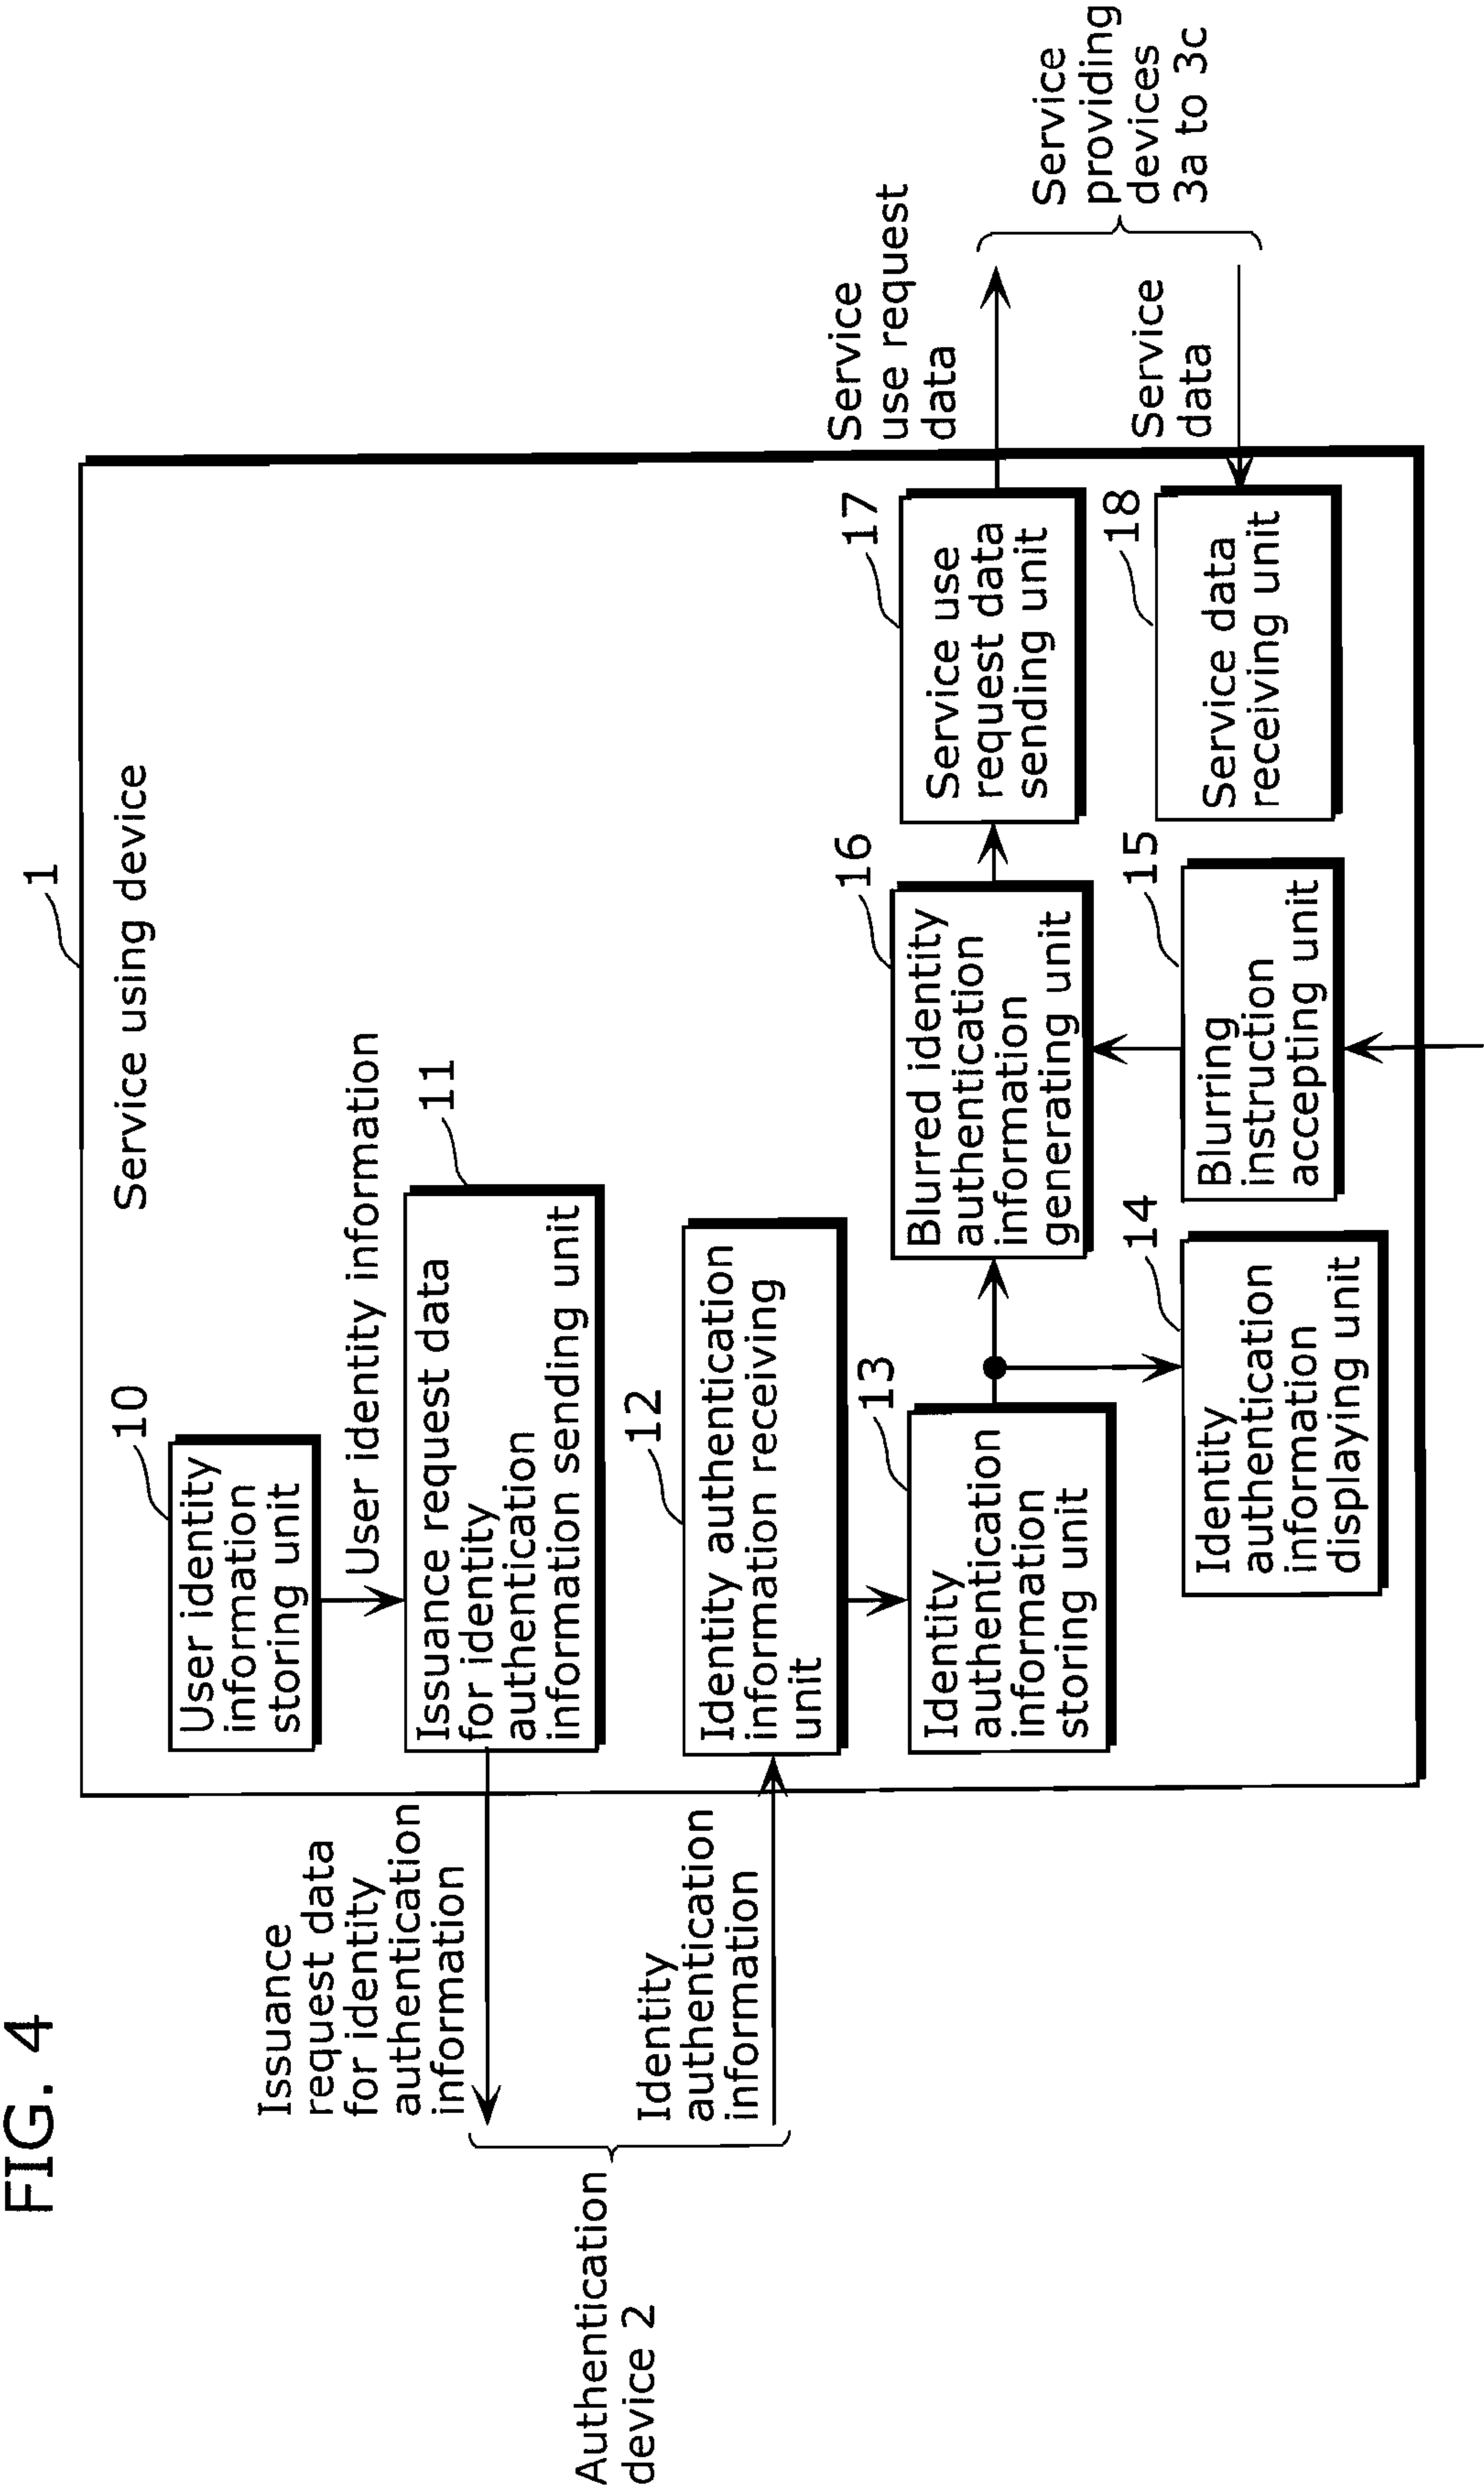 FIG. 4
1
Service using device
10
User identity
information
storing unit
User identity information
11
Issuance request data
for identity
authentication
information sending unit
Issuance
request data
for identity
authentication
information
Authentication
device 2
Identity
authentication
information
12
Identity authentication
information receiving
unit
13
Identity
authentication
information
storing unit
14
Identity
authentication
information
displaying unit
15
Blurring
instruction
accepting unit
16
Blurred identity
authentication
information
generating unit
17
Service use
request data
sending unit
18
Service data
receiving unit
Service
use request
data
Service
data
Service
providing
devices
3a to 3c